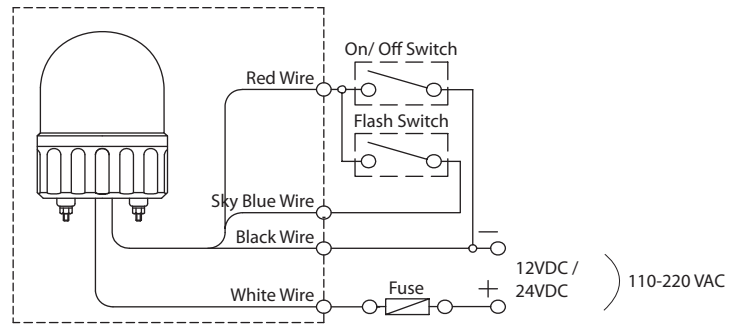 On/ Off Switch
Red Wire
Flash Switch
Sky Blue Wire
Black Wire
−
12VDC /
24VDC
110-220 VAC
White Wire
Fuse
+